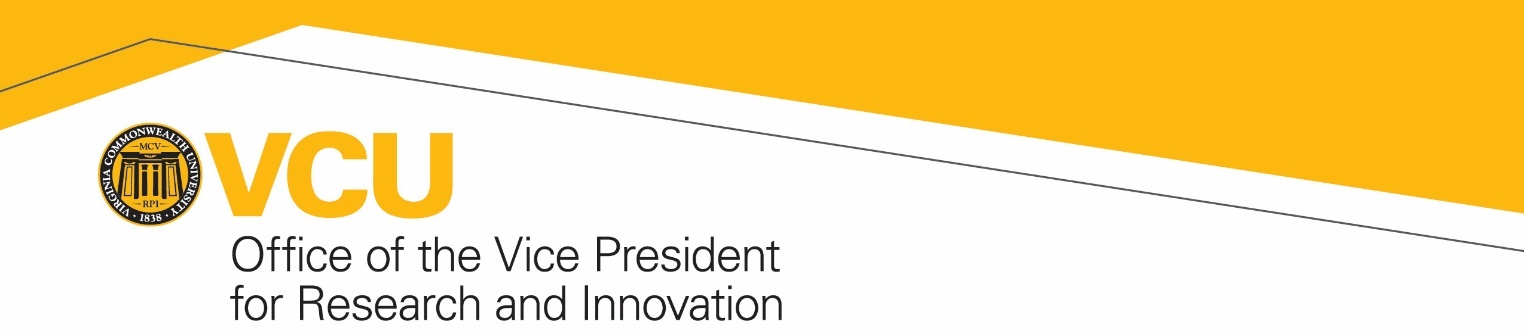 VIRGINIA COMMONWEALTH UNIVERSITY
MCV
RPI
1838
VCU
Office of the Vice President
for Research and Innovation